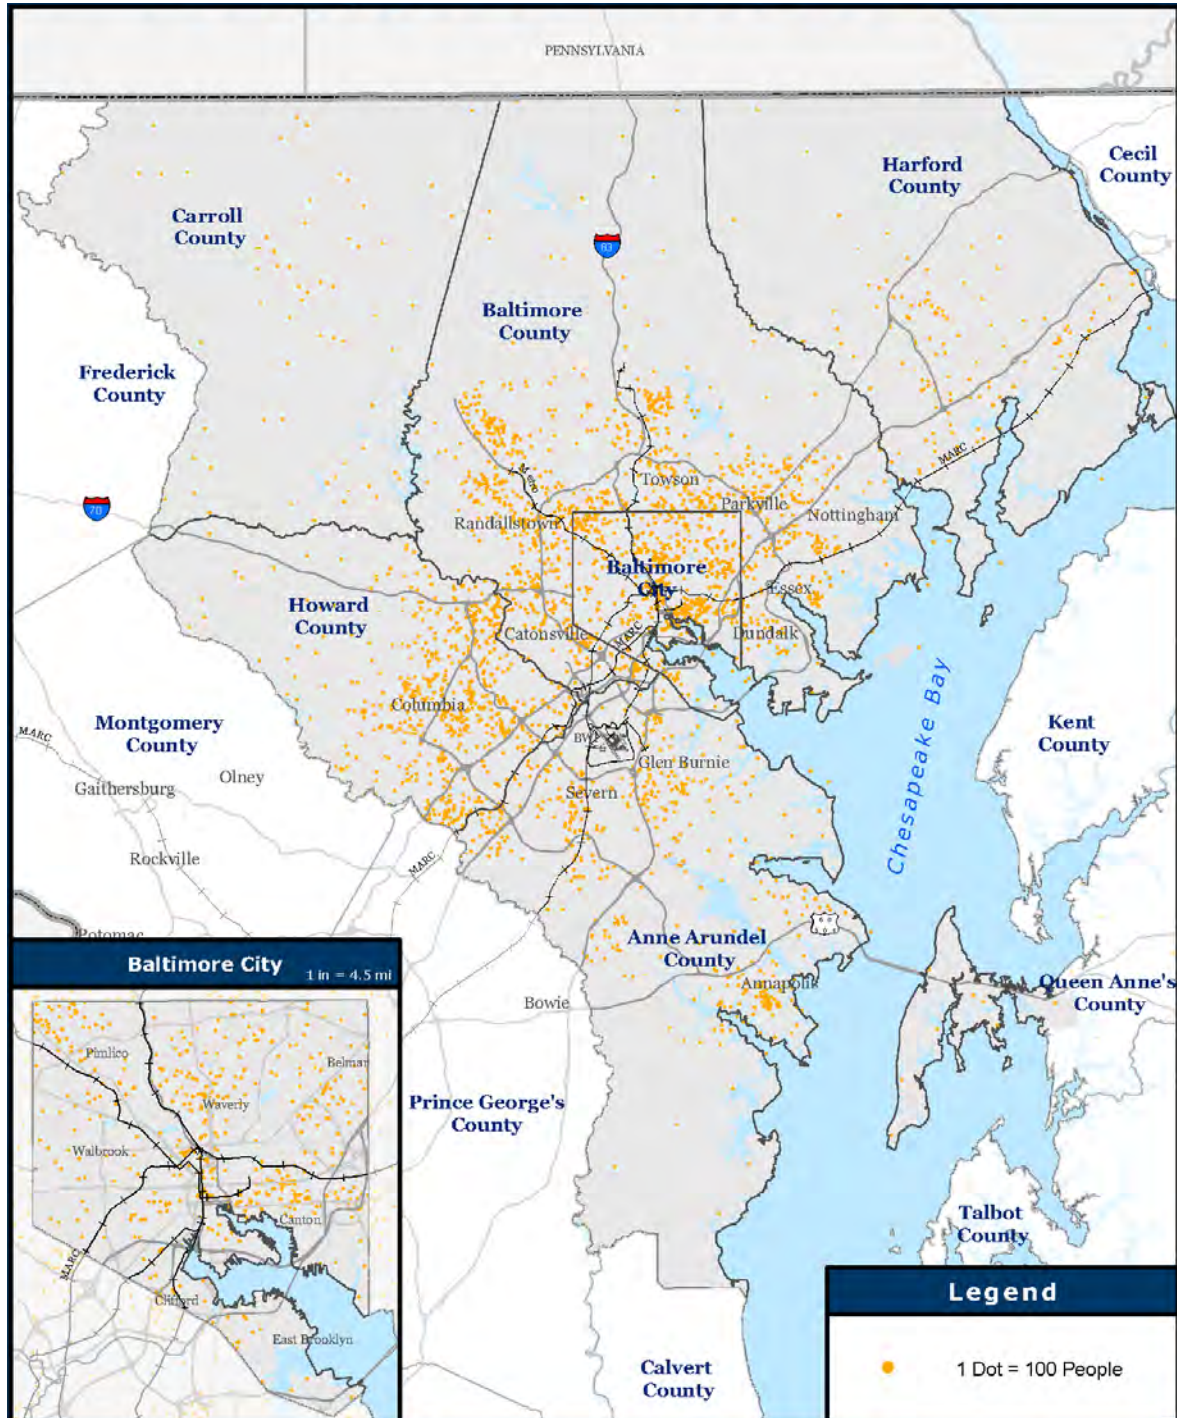 PENNSYLVANIA
Harford
County
Cecil
County
Carroll
County
83
Baltimore
County
Frederick
County
MARC
70
Metro
Towson
Parkville
Randallstown
Nottingham
Baltimore
City
Essex
Howard
County
Catonsville
MARC
Dundalk
Columbia
Montgomery
County
MARC
Kent
County
Chesapeake Bay
BWI
Olney
Glen Burnie
Gaithersburg
Severn
Rockville
MARC
Potomac
Anne Arundel
County
Annapolis
Bowie
Queen Anne's
County
Prince George's
County
Talbot
County
Calvert
County
Baltimore City
1 in = 4.5 mi
Pimlico
Belmar
Waverly
Walbrook
Canton
MARC
Clifford
East Brooklyn
Legend
1 Dot = 100 People